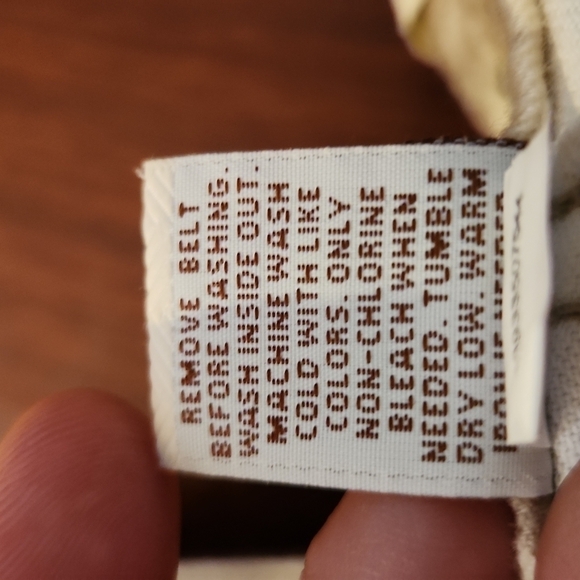 REMOVE BELT
BEFORE WASHING.
WASH INSIDE OUT.
MACHINE WASH
COLD WITH LIKE
COLORS. ONLY
NON-CHLORINE
BLEACH WHEN
NEEDED. TUMBLE
DRY LOW. WARM